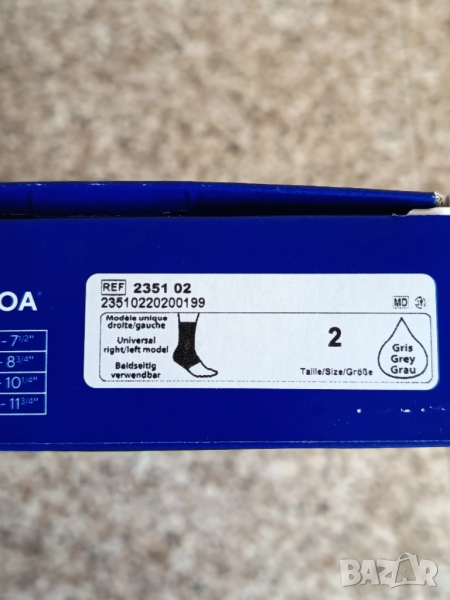 OA
- 7 1/2"
- 8 3/4"
- 10 1/4"
- 11 3/4"
REF 2351 02
23510220200199
MD
Modèle unique
droite/gauche
Universal
right/left model
Beidseitig
verwendbar
2
Taille/Size/Größe
Gris
Grey
Grau
BAZAR